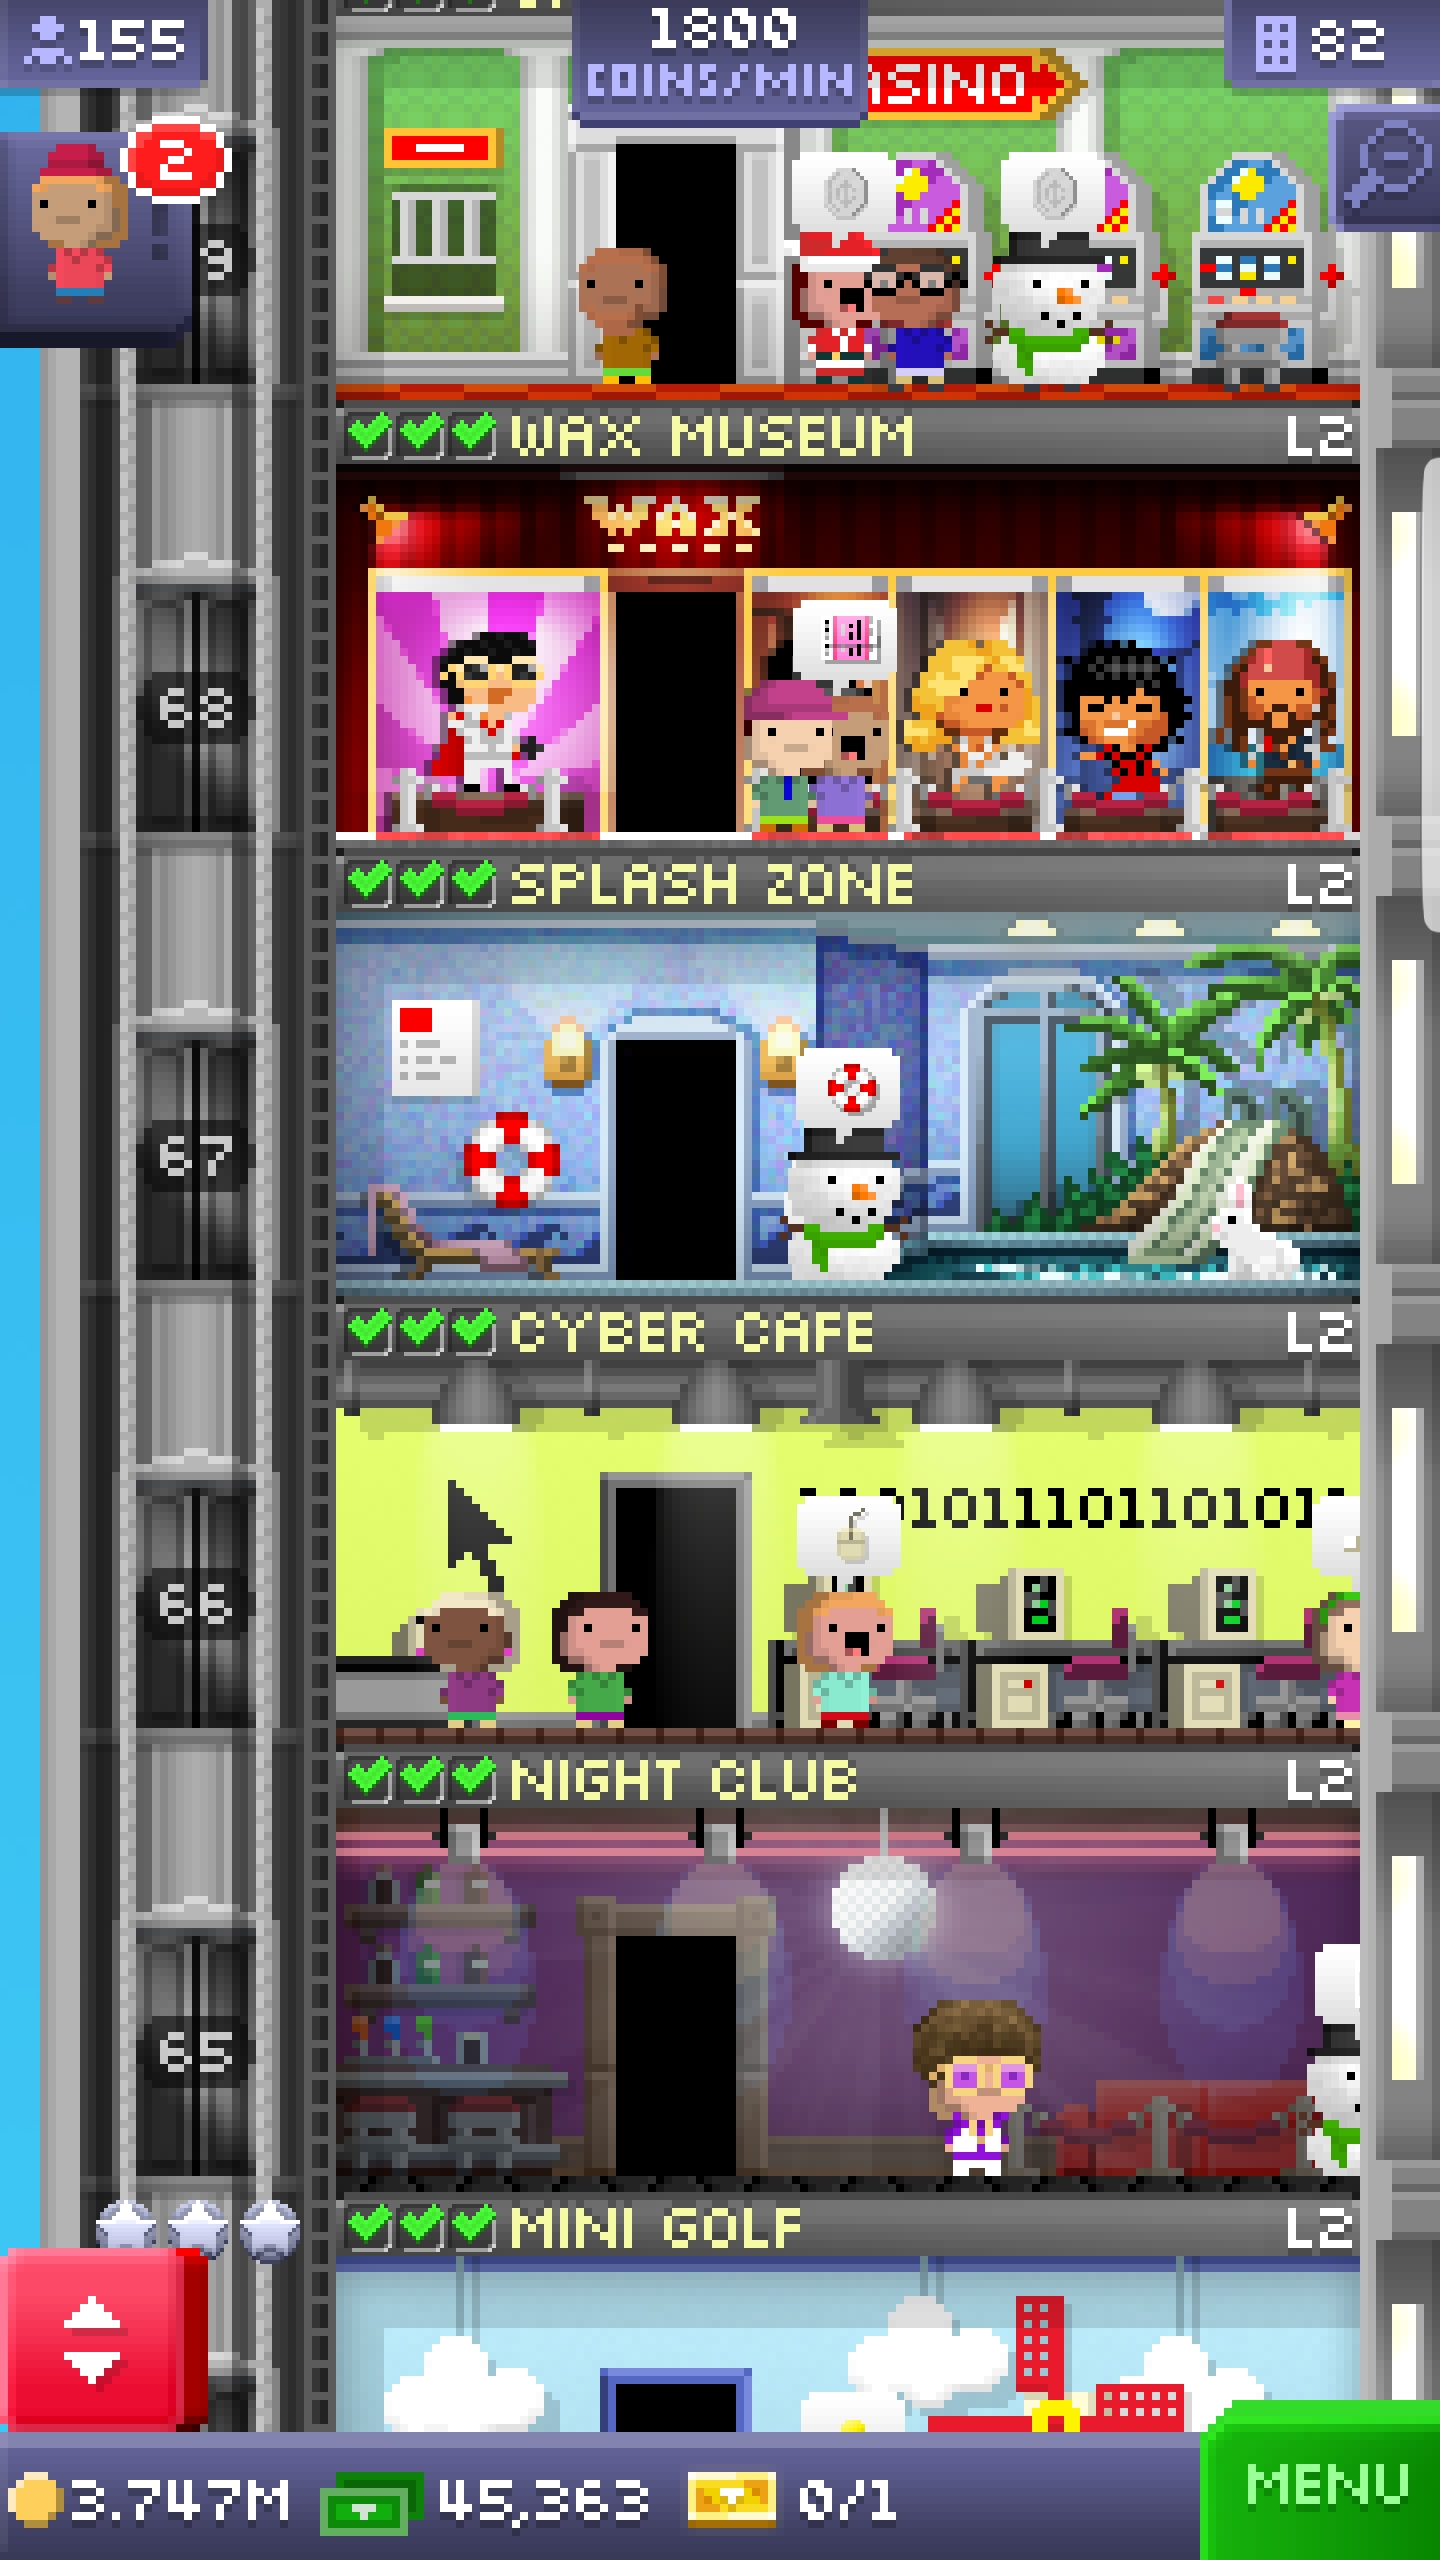 155
1800
COINS/MIN
82
2
ASINO
9
WAX MUSEUM L2
WAX
68
SPLASH ZONE L2
67
CYBER CAFE L2
101011101101011
66
NIGHT CLUB L2
65
MINI GOLF L2
3.747M 45,363 0/1
MENU